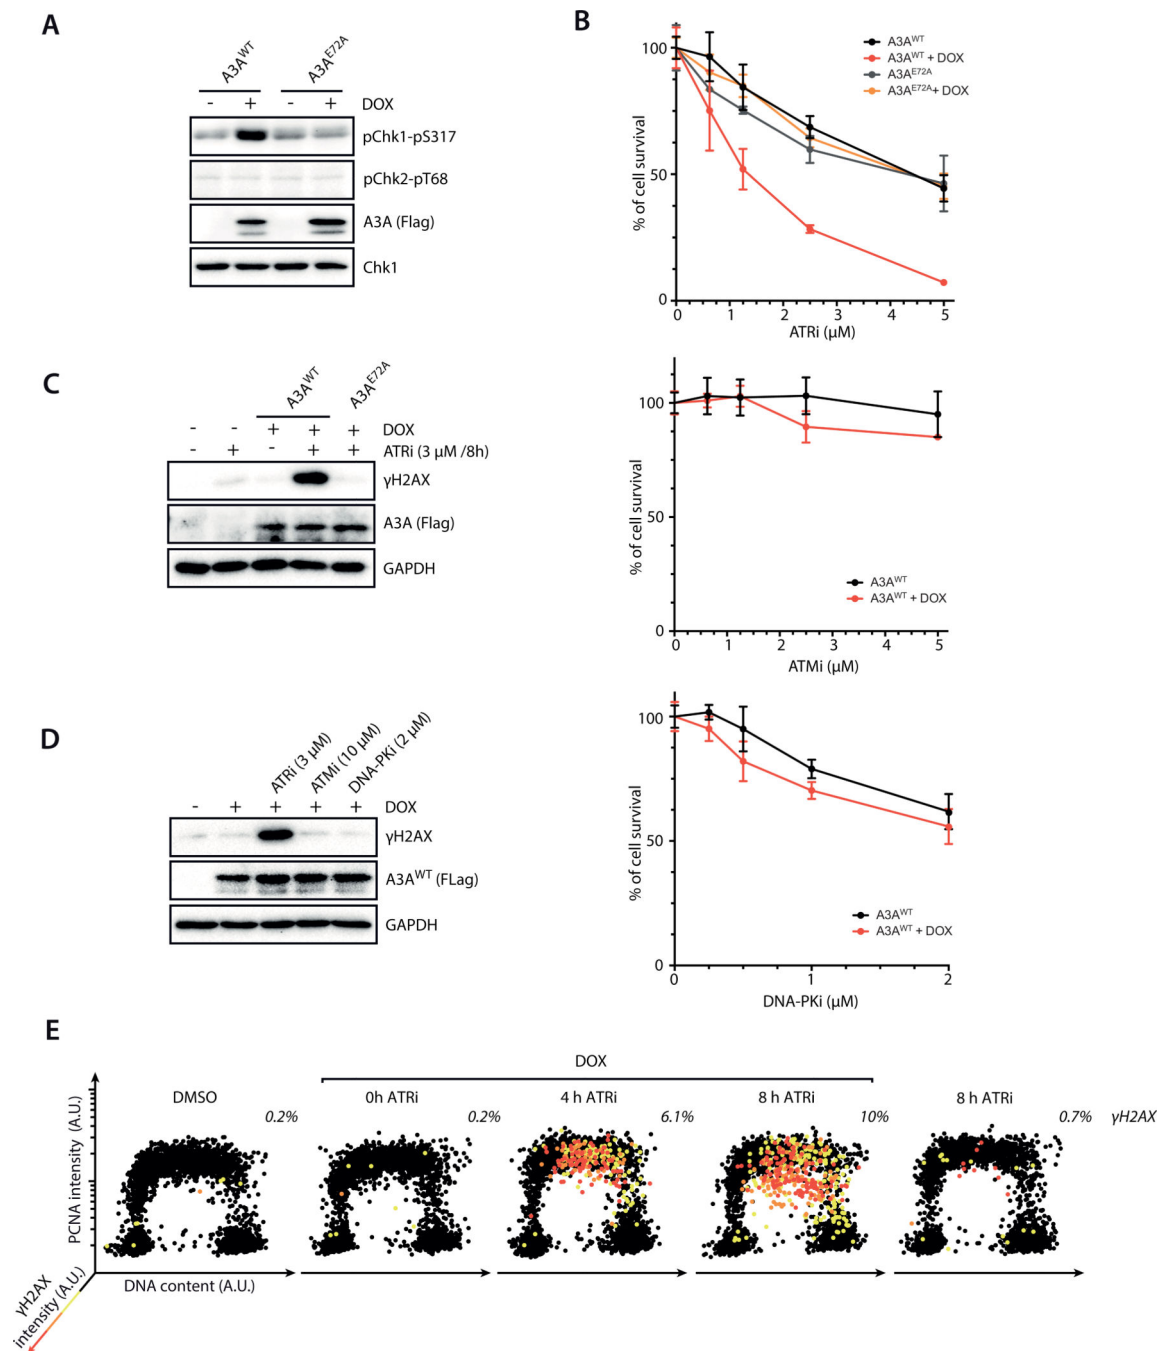 A
A3A^WT
A3A^E72A
- + - + DOX
pChk1-pS317
pChk2-pT68
A3A (Flag)
Chk1
B
100
50
0
% of cell survival
A3A^WT
A3A^WT + DOX
A3A^E72A
A3A^E72A + DOX
0 1 2 3 4 5
ATRi (µM)
C
A3A^WT
A3A^E72A
- - + + + DOX
- + - + + ATRi (3 µM /8h)
γH2AX
A3A (Flag)
GAPDH
100
50
0
% of cell survival
A3A^WT
A3A^WT + DOX
0 1 2 3 4 5
ATMi (µM)
D
ATRi (3 µM)
ATMi (10 µM)
DNA-PKi (2 µM)
- + + + + DOX
γH2AX
A3A^WT (FLag)
GAPDH
100
50
0
% of cell survival
A3A^WT
A3A^WT + DOX
0 1 2
DNA-PKi (µM)
E
DOX
DMSO
0h ATRi
4 h ATRi
8 h ATRi
8 h ATRi
0.2%
0.2%
6.1%
10%
0.7%
γH2AX
PCNA intensity (A.U.)
DNA content (A.U.)
γH2AX
intensity (A.U.)